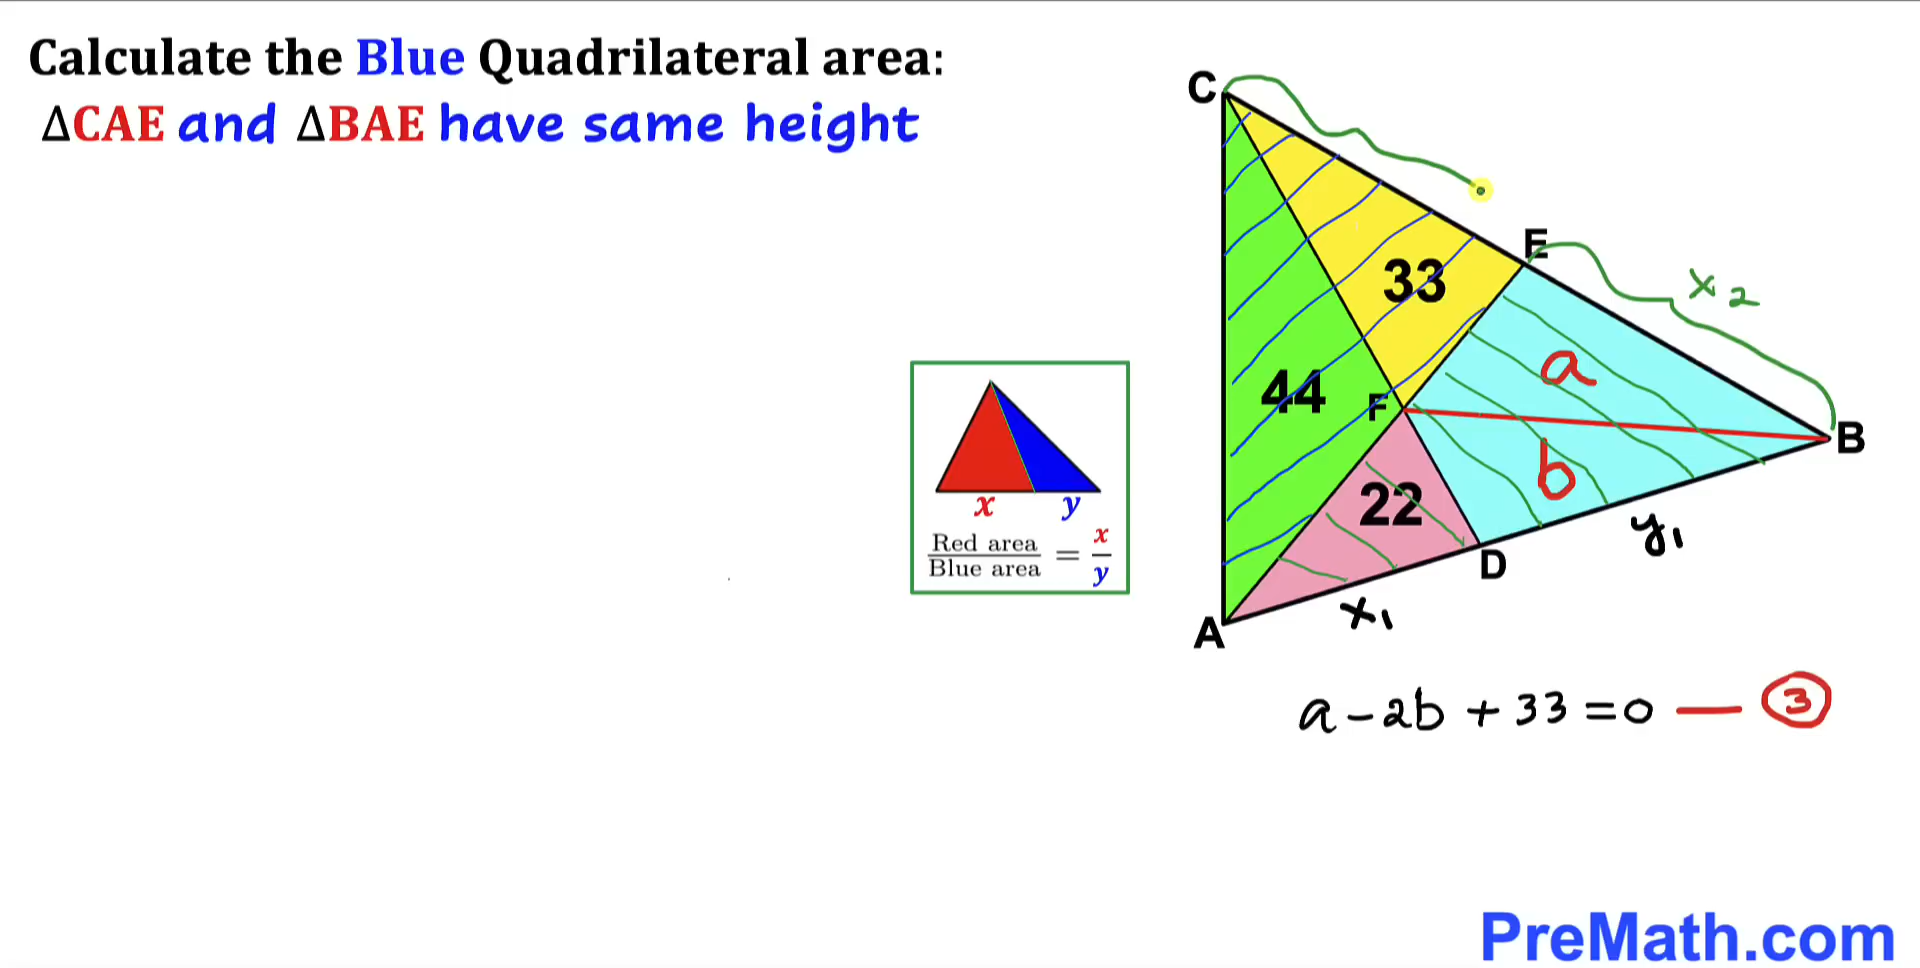 Calculate the Blue Quadrilateral area:
ΔCAE and ΔBAE have same height
C
E
x₂
33
a
44
F
B
b
22
y₁
D
x₁
A
x y
Red area / Blue area = x / y
a - 2b + 33 = 0 — ③
PreMath.com